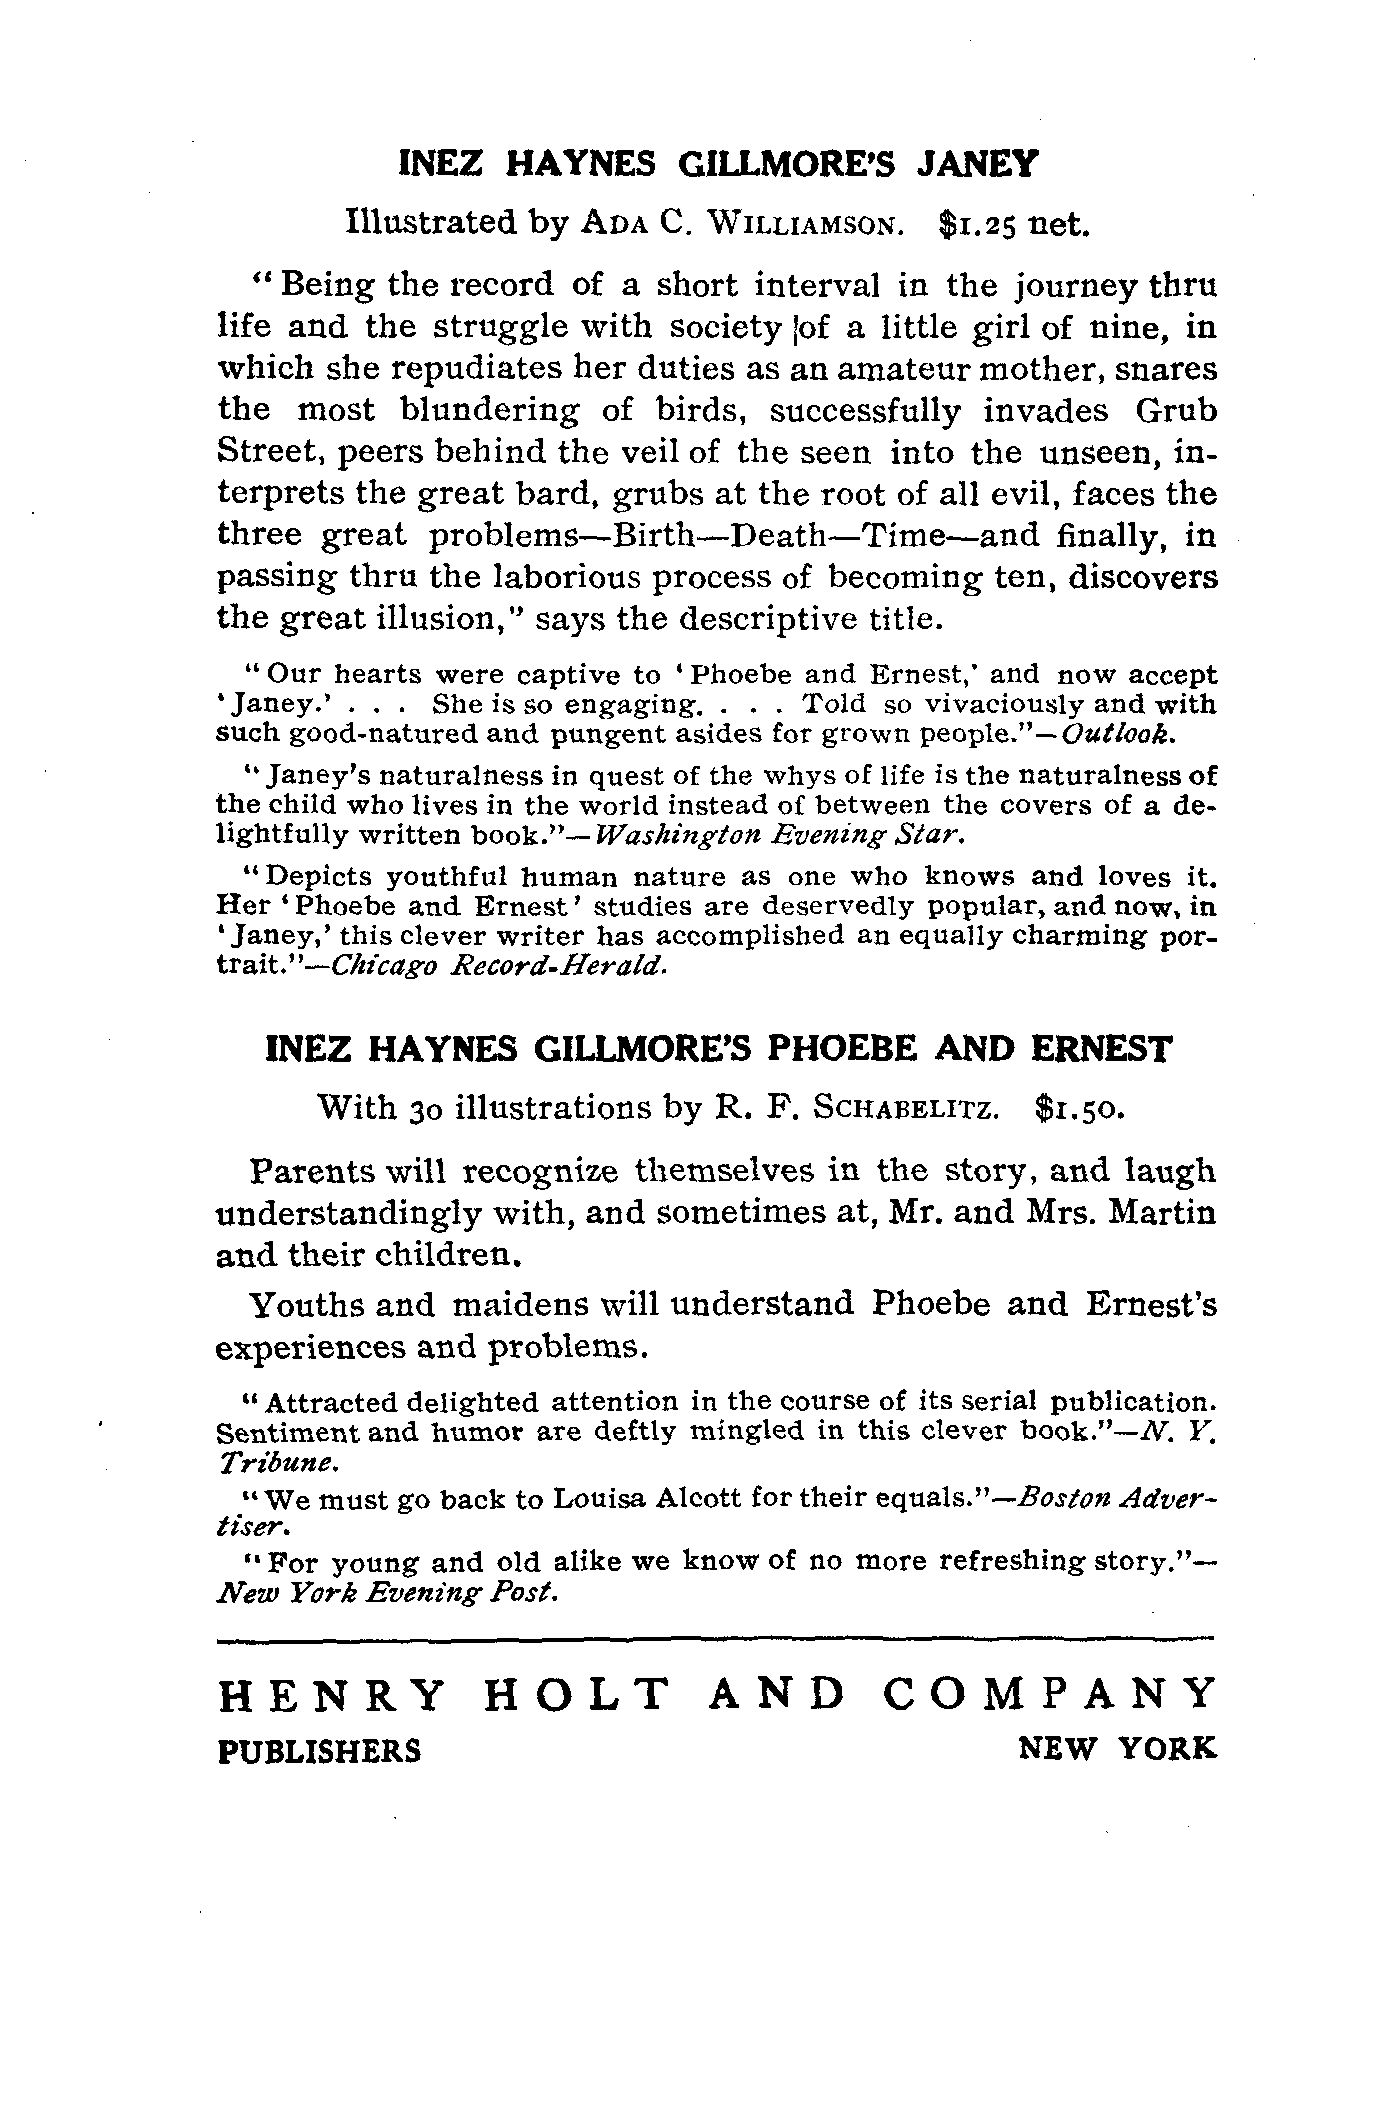 INEZ HAYNES GILLMORE'S JANEY
Illustrated by ADA C. WILLIAMSON. $1.25 net.
"Being the record of a short interval in the journey thru
life and the struggle with society of a little girl of nine, in
which she repudiates her duties as an amateur mother, snares
the most blundering of birds, successfully invades Grub
Street, peers behind the veil of the seen into the unseen, in-
terprets the great bard, grubs at the root of all evil, faces the
three great problems—Birth—Death—Time—and finally, in
passing thru the laborious process of becoming ten, discovers
the great illusion," says the descriptive title.
"Our hearts were captive to 'Phoebe and Ernest,' and now accept
'Janey.' . . . She is so engaging. . . . Told so vivaciously and with
such good-natured and pungent asides for grown people."—Outlook.
"Janey's naturalness in quest of the whys of life is the naturalness of
the child who lives in the world instead of between the covers of a de-
lightfully written book."—Washington Evening Star.
"Depicts youthful human nature as one who knows and loves it.
Her 'Phoebe and Ernest' studies are deservedly popular, and now, in
'Janey,' this clever writer has accomplished an equally charming por-
trait."—Chicago Record-Herald.
INEZ HAYNES GILLMORE'S PHOEBE AND ERNEST
With 30 illustrations by R. F. SCHABELITZ. $1.50.
Parents will recognize themselves in the story, and laugh
understandingly with, and sometimes at, Mr. and Mrs. Martin
and their children.
Youths and maidens will understand Phoebe and Ernest's
experiences and problems.
"Attracted delighted attention in the course of its serial publication.
Sentiment and humor are deftly mingled in this clever book."—N. Y.
Tribune.
"We must go back to Louisa Alcott for their equals."—Boston Adver-
tiser.
"For young and old alike we know of no more refreshing story."—
New York Evening Post.
HENRY HOLT AND COMPANY
PUBLISHERS NEW YORK